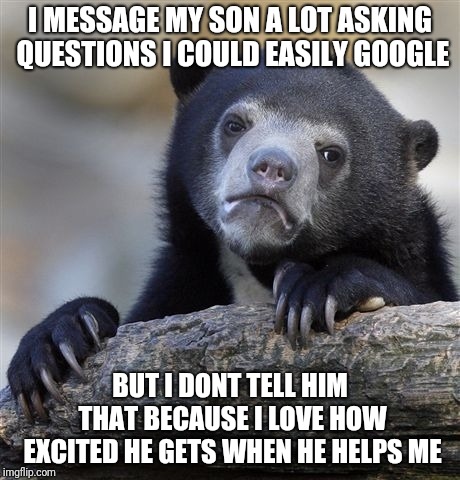 I MESSAGE MY SON A LOT ASKING
QUESTIONS I COULD EASILY GOOGLE
BUT I DONT TELL HIM
THAT BECAUSE I LOVE HOW
EXCITED HE GETS WHEN HE HELPS ME
imgflip.com